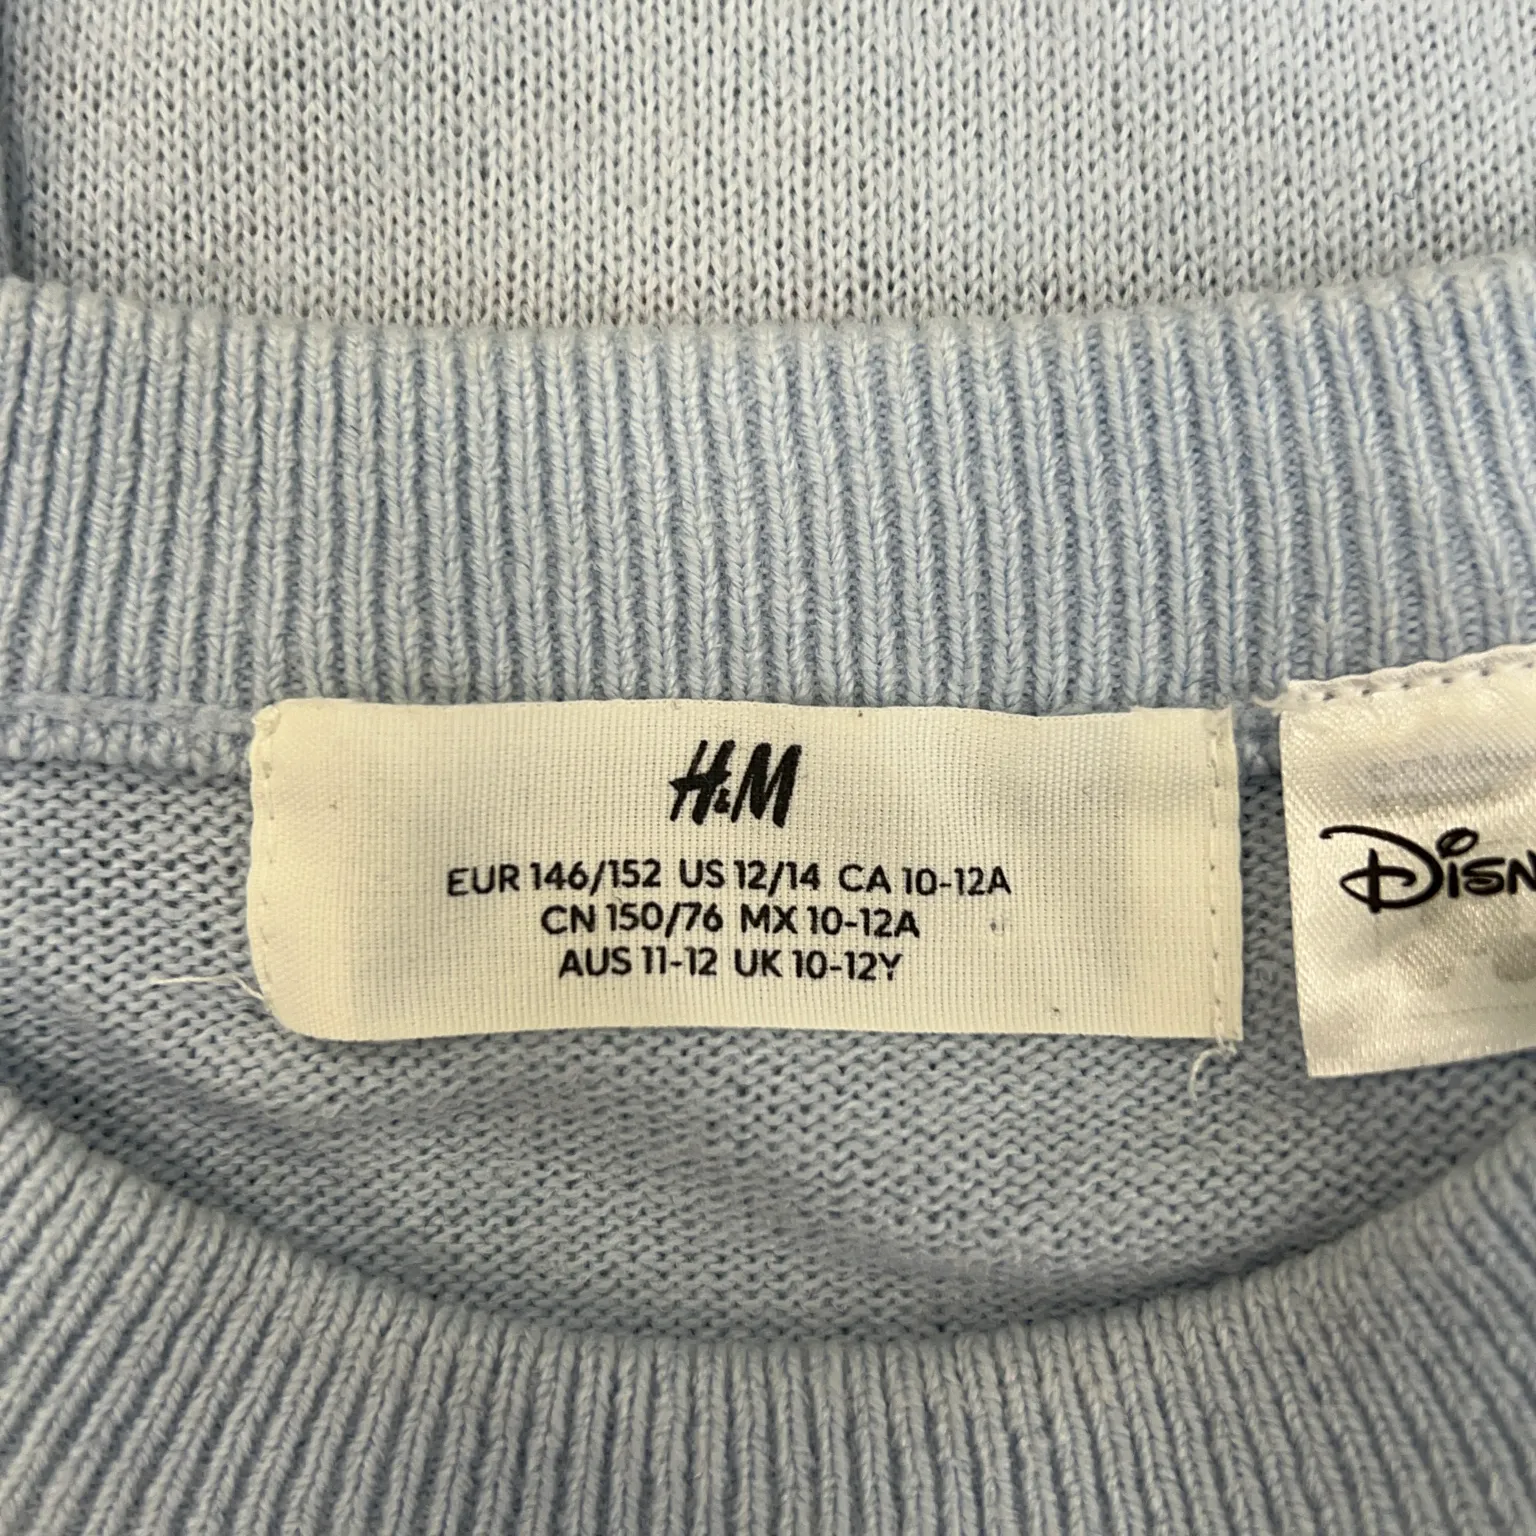 H&M
EUR 146/152 US 12/14 CA 10-12A
CN 150/76 MX 10-12A
AUS 11-12 UK 10-12Y
DISN